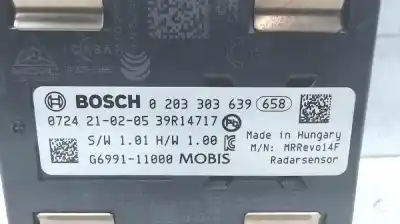 BOSCH 0 203 303 639 658
0724 21-02-05 39R14717 Pb
S/W 1.01 H/W 1.00
Made in Hungary
M/N: MRRevo14F
G6991-11000 MOBIS
Radarsensor